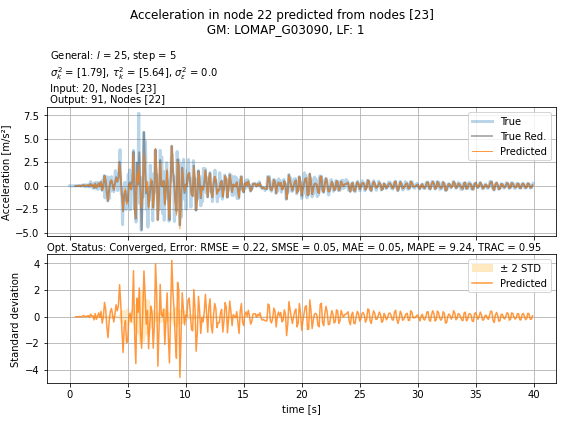 Acceleration in node 22 predicted from nodes [23]
GM: LOMAP_G03090, LF: 1
General: l = 25, step = 5
σ²ₖ = [1.79], τ²ₖ = [5.64], σ²ε = 0.0
Input: 20, Nodes [23]
Output: 91, Nodes [22]
7.5
5.0
2.5
0.0
−2.5
−5.0
Acceleration [m/s²]
True
True Red.
Predicted
Opt. Status: Converged, Error: RMSE = 0.22, SMSE = 0.05, MAE = 0.05, MAPE = 9.24, TRAC = 0.95
4
2
0
−2
−4
Standard deviation
± 2 STD
Predicted
0 5 10 15 20 25 30 35 40
time [s]